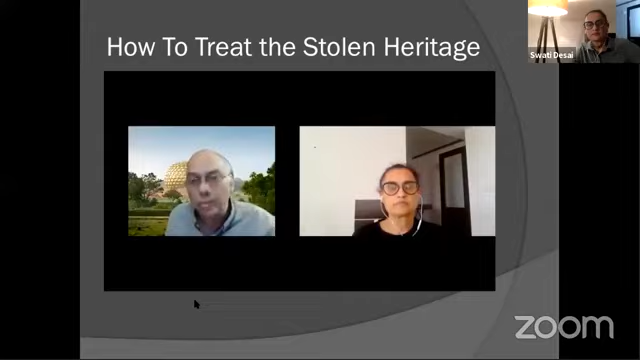 How To Treat the Stolen Heritage
Swati Desai
zoom